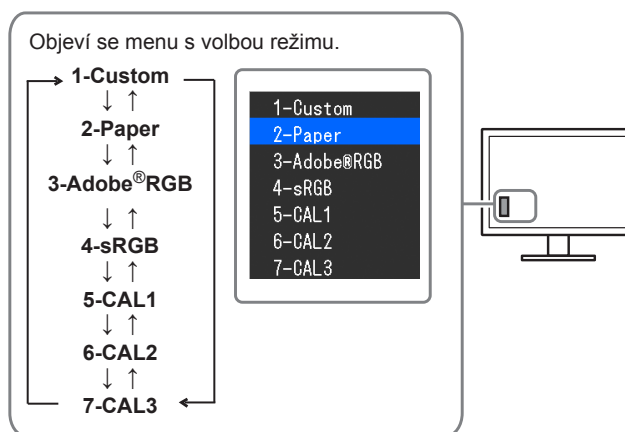 Objeví se menu s volbou režimu.
1-Custom
↓ ↑
2-Paper
↓ ↑
3-Adobe®RGB
↓ ↑
4-sRGB
↓ ↑
5-CAL1
↓ ↑
6-CAL2
↓ ↑
7-CAL3
1-Custom
2-Paper
3-Adobe®RGB
4-sRGB
5-CAL1
6-CAL2
7-CAL3